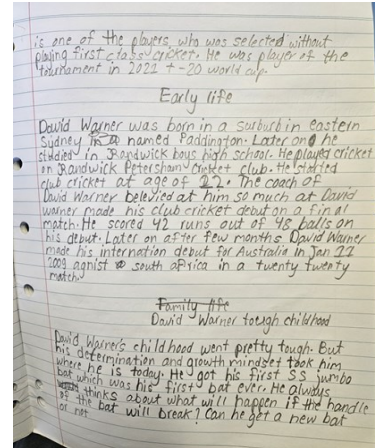 is one of the players who was selected without
playing first class cricket. He was player of the
tournament in 2021 t-20 world cup.
Early life
David Warner was born in a surburb in eastern
Sydney named Paddington. Later on he
studied in Randwick boys high school. He played cricket
on Randwick Petersham cricket club. He started
club cricket at age of 22. The coach of
David Warner belevied at him so much at David
warner made his club cricket debut on a final
match. He scored 42 runs out of 48 balls on
his debut. Later on after few months David Warner
made his internation debut for Australia in Jan 11
2009 agnist south africa in a twenty twenty
match
Family life
David Warner tough childhood
David Warner's childhood went pretty tough. But
his determination and growth mindset took him
where he is today. He got his first SS jumbo
bat which was his first bat ever. He always
thinks about what will happen if the handle
of the bat will break? Can he get a new bat
or not